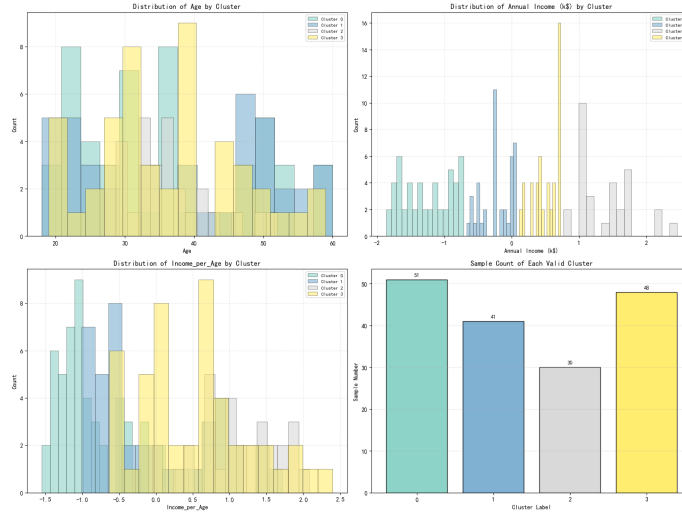 Distribution of Age by Cluster
Cluster 0
Cluster 1
Cluster 2
Cluster 3
Count
8
6
4
2
0
20
30
40
50
60
Age
Distribution of Annual Income (k$) by Cluster
Cluster
Cluster
Cluster
Cluster
Count
16
14
12
10
8
6
4
2
0
−2
−1
0
1
2
Annual Income (k$)
Distribution of Income_per_Age by Cluster
Cluster 0
Cluster 1
Cluster 2
Cluster 3
Count
8
6
4
2
0
−1.5
−1.0
−0.5
0.0
0.5
1.0
1.5
2.0
2.5
Income_per_Age
Sample Count of Each Valid Cluster
Sample Number
50
40
30
20
10
0
51
41
48
0
1
2
3
Cluster Label